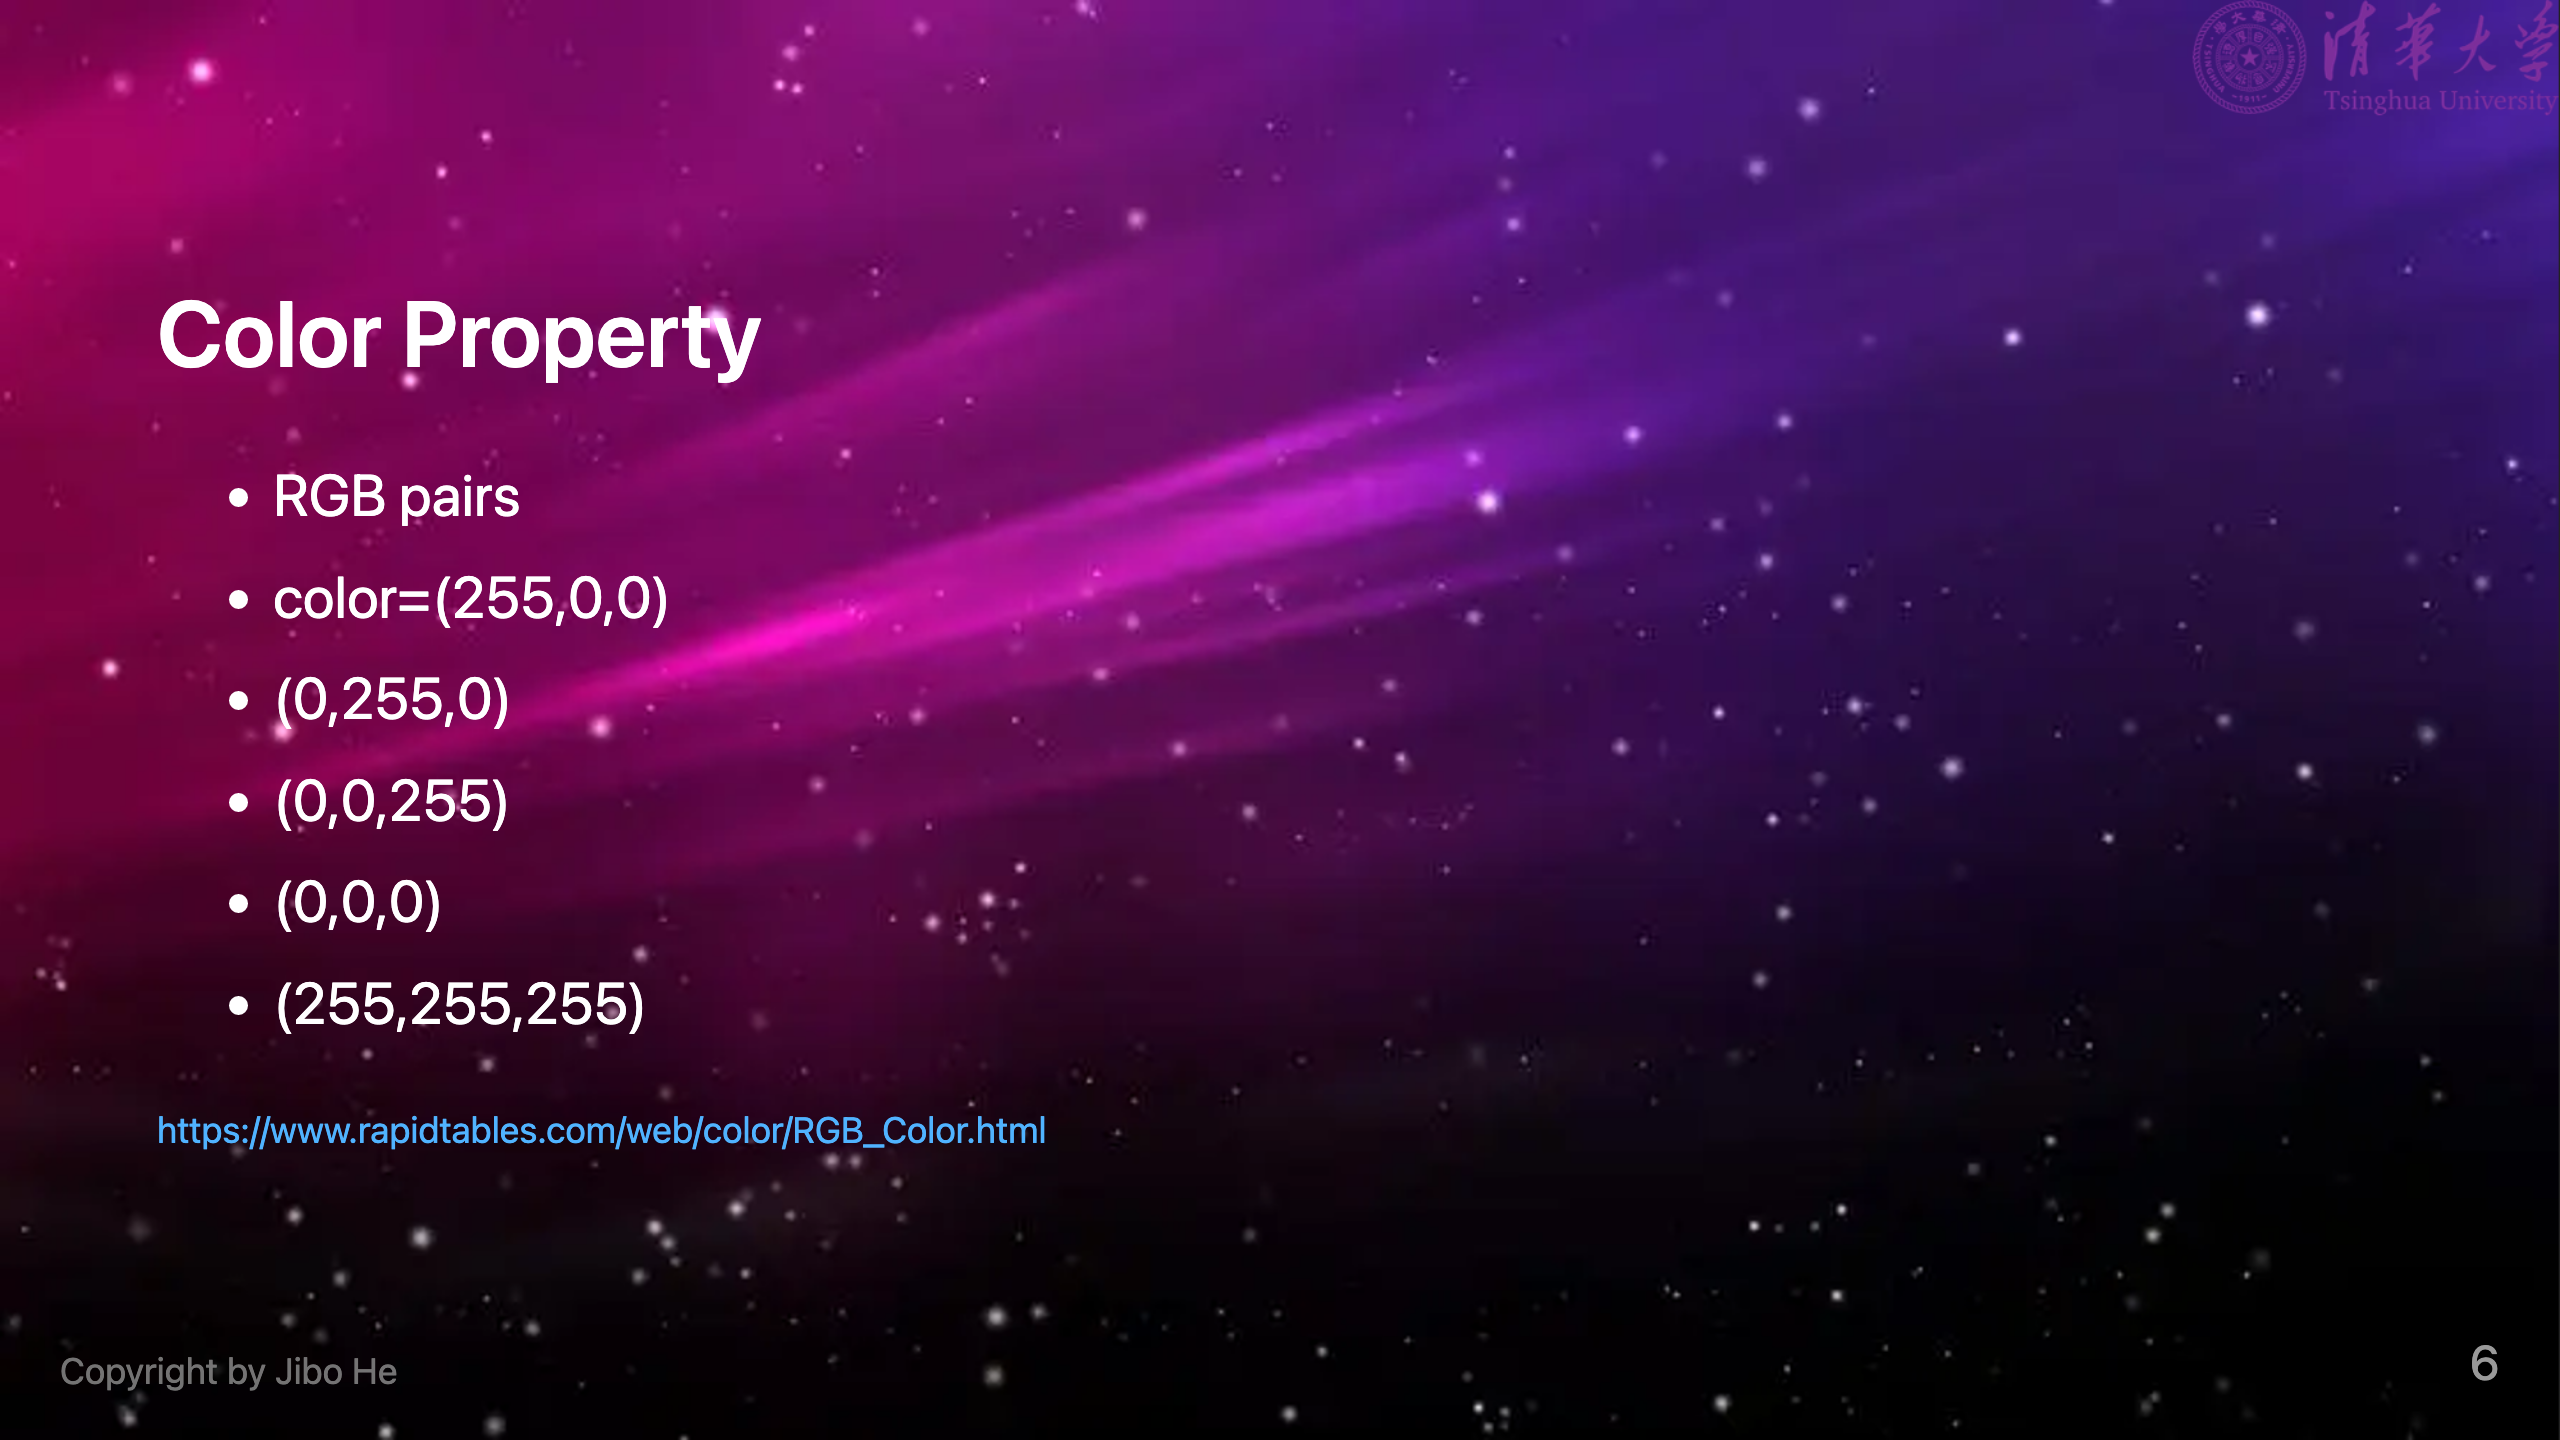 清華大学
Tsinghua University
Color Property
RGB pairs
color=(255,0,0)
(0,255,0)
(0,0,255)
(0,0,0)
(255,255,255)
https://www.rapidtables.com/web/color/RGB_Color.html
Copyright by Jibo He
6